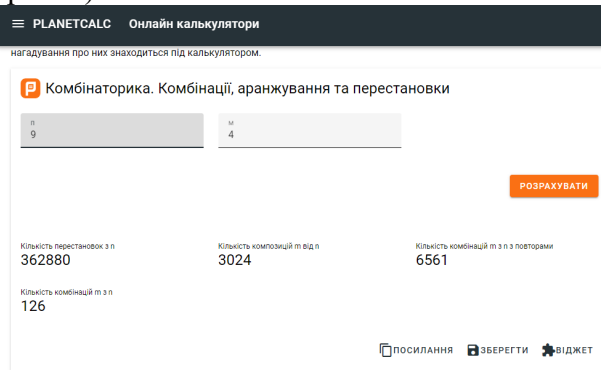 ≡ PLANETCALC Онлайн калькулятори
нагадування про них знаходиться під калькулятором.
Комбінаторика. Комбінації, аранжування та перестановки
n м
9 4
РОЗРАХУВАТИ
Кількість перестановок з n Кількість композицій m від n Кількість комбінацій m з n з повторами
362880 3024 6561
Кількість комбінацій m з n
126
ПОСИЛАННЯ ЗБЕРЕГТИ ВІДЖЕТ